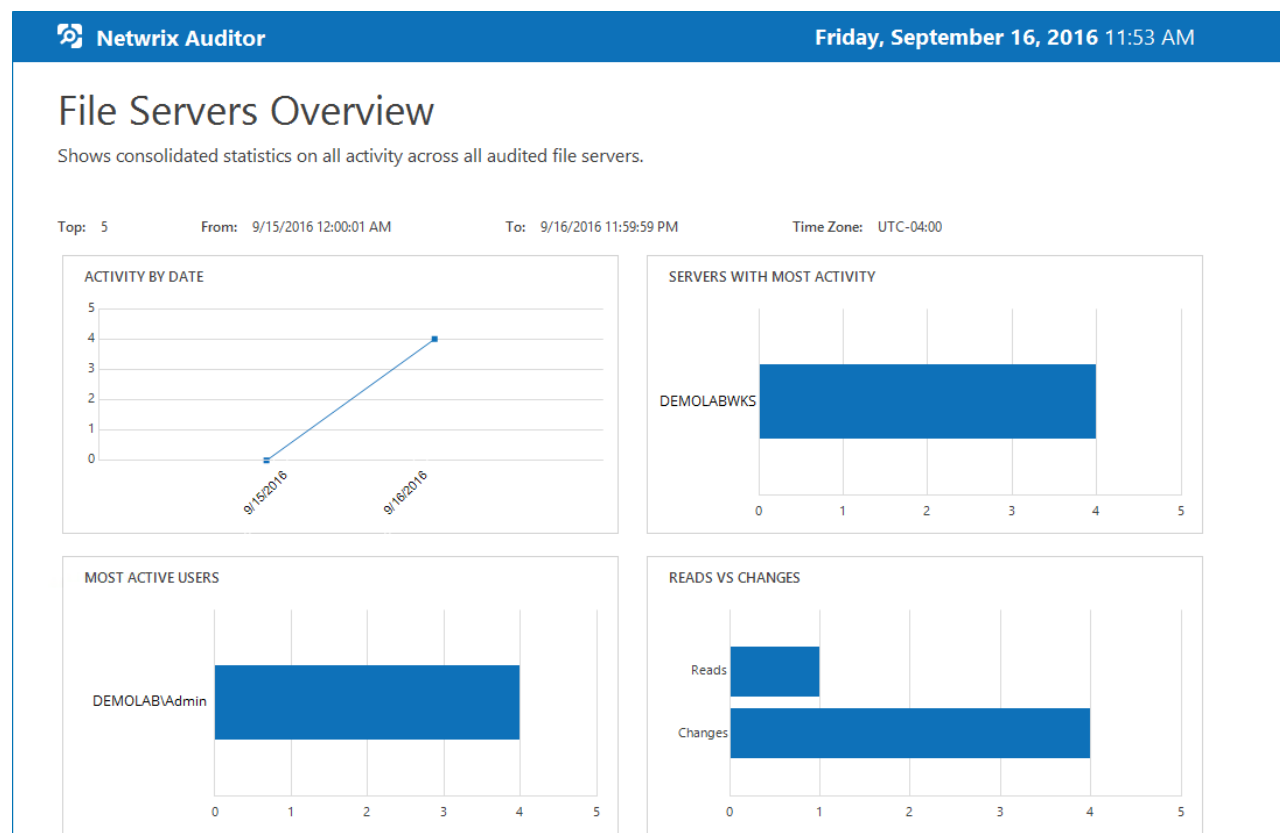 Netwrix Auditor
Friday, September 16, 2016 11:53 AM
File Servers Overview
Shows consolidated statistics on all activity across all audited file servers.
Top: 5 From: 9/15/2016 12:00:01 AM To: 9/16/2016 11:59:59 PM Time Zone: UTC-04:00
ACTIVITY BY DATE
5
4
3
2
1
0
9/15/2016
9/16/2016
SERVERS WITH MOST ACTIVITY
DEMOLABWKS
0 1 2 3 4 5
MOST ACTIVE USERS
DEMOLAB\Admin
0 1 2 3 4 5
READS VS CHANGES
Reads
Changes
0 1 2 3 4 5